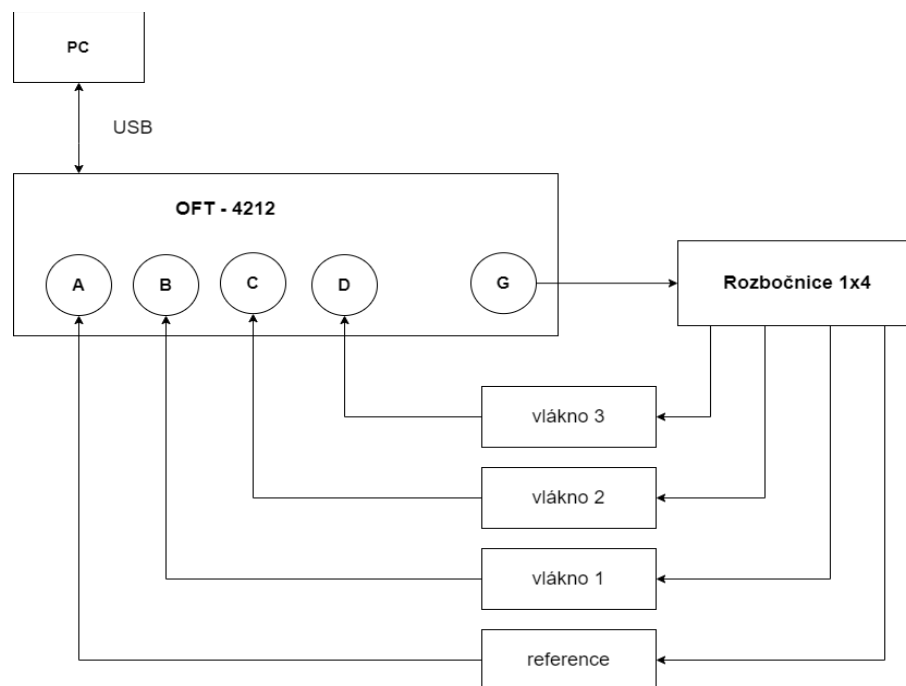 PC
USB
OFT - 4212
A
B
C
D
G
Rozbočnice 1x4
vlákno 3
vlákno 2
vlákno 1
reference